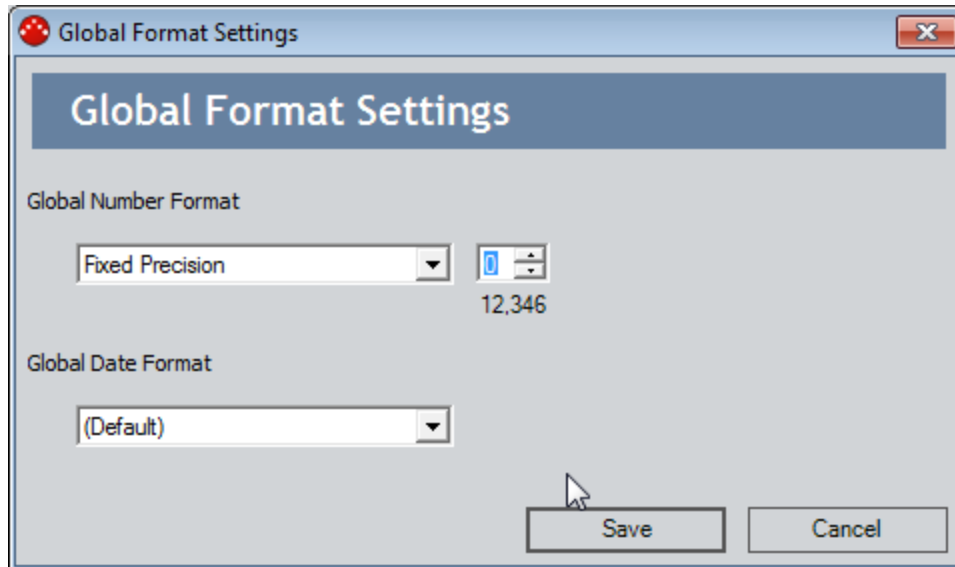 Global Format Settings
Global Format Settings
Global Number Format
Fixed Precision 0
12,346
Global Date Format
(Default)
Save Cancel